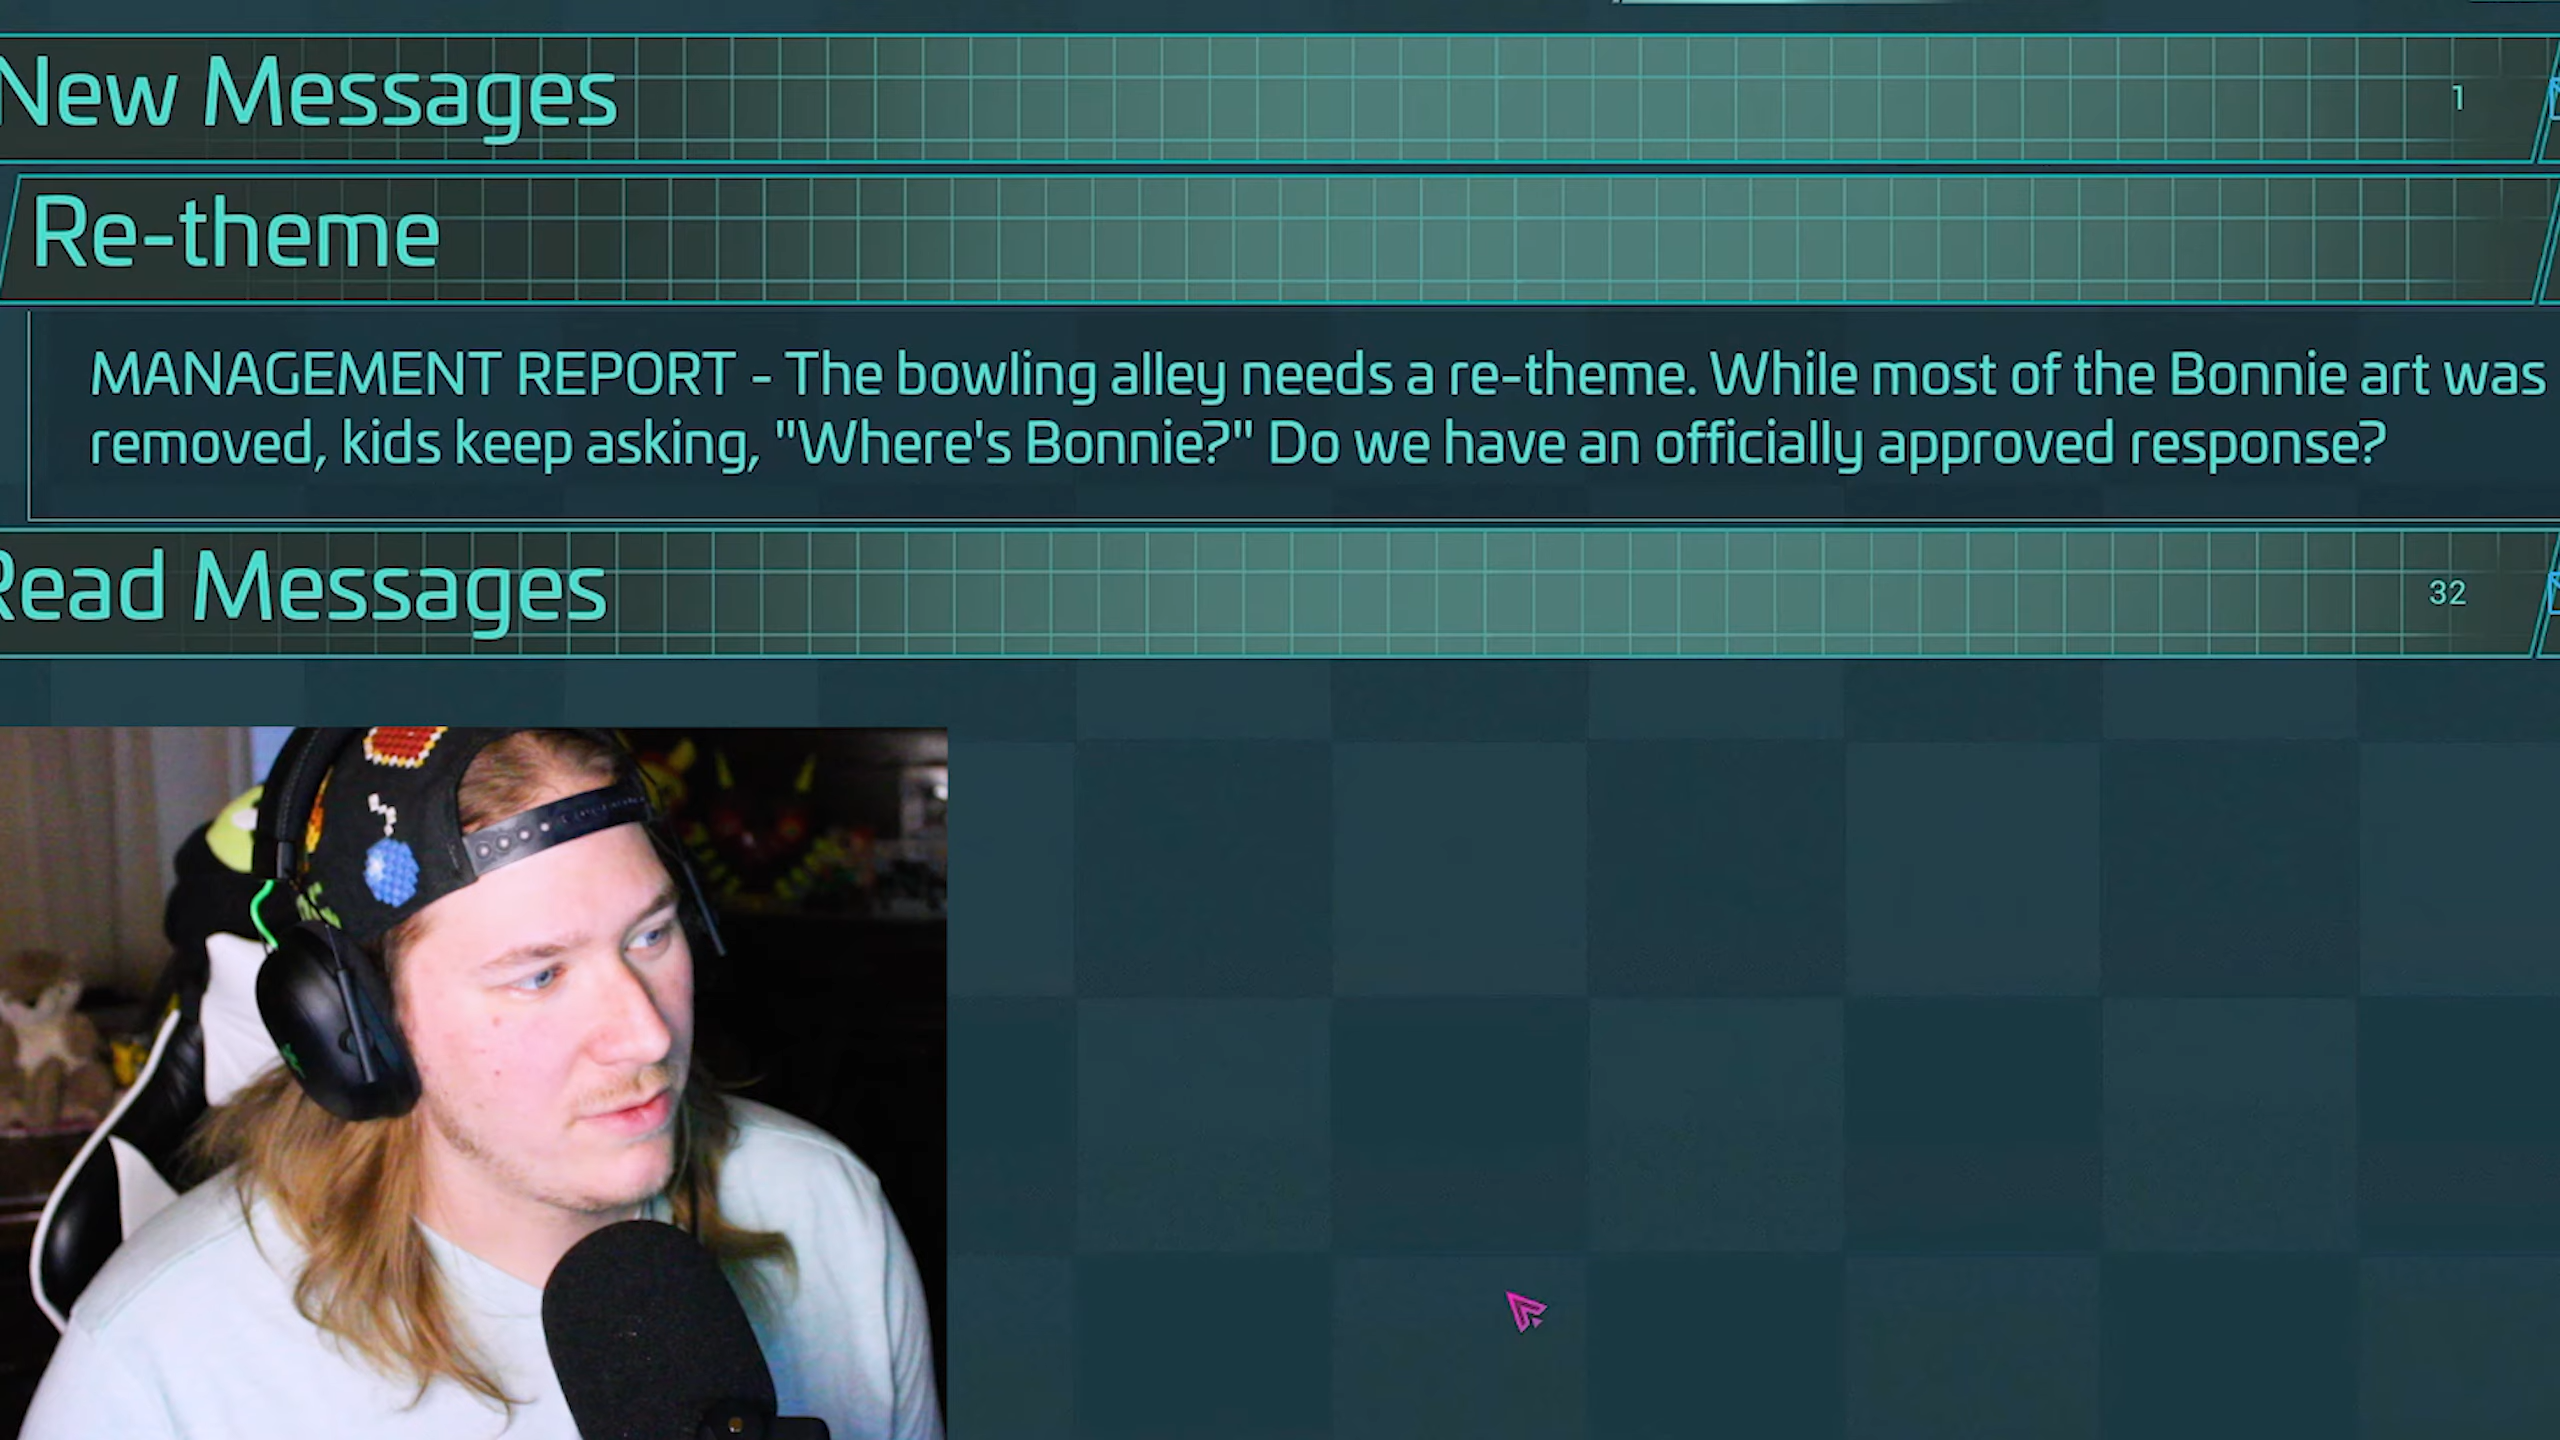 New Messages
1
Re-theme
MANAGEMENT REPORT - The bowling alley needs a re-theme. While most of the Bonnie art was
removed, kids keep asking, "Where's Bonnie?" Do we have an officially approved response?
Read Messages
32